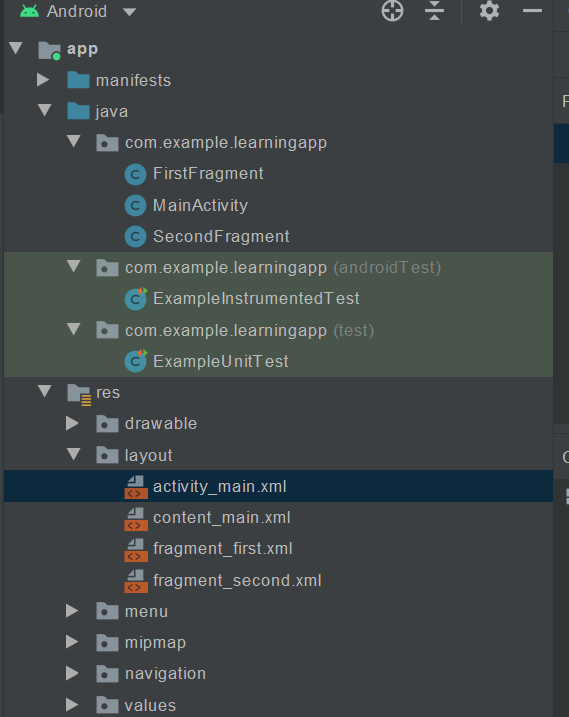 Android
app
manifests
java
com.example.learningapp
FirstFragment
MainActivity
SecondFragment
com.example.learningapp (androidTest)
ExampleInstrumentedTest
com.example.learningapp (test)
ExampleUnitTest
res
drawable
layout
activity_main.xml
content_main.xml
fragment_first.xml
fragment_second.xml
menu
mipmap
navigation
values